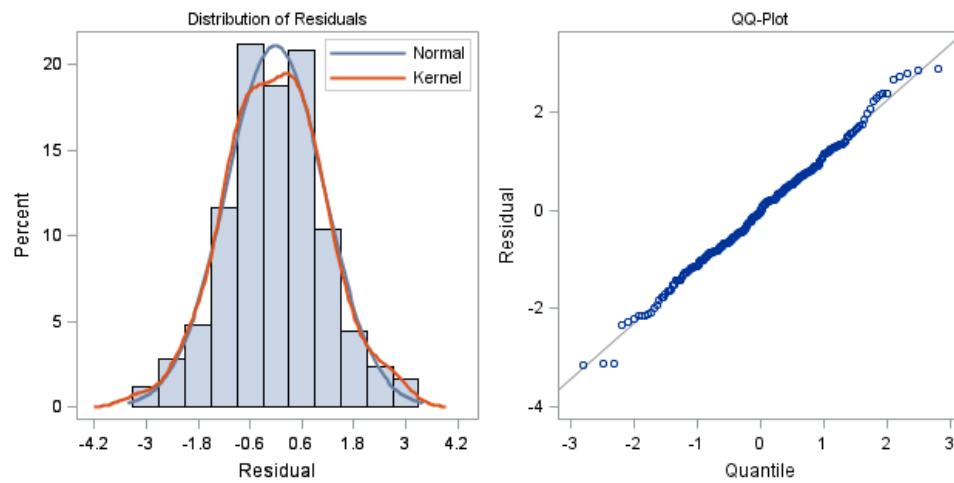 Distribution of Residuals
Normal
Kernel
20
15
10
5
0
Percent
-4.2 -3 -1.8 -0.6 0.6 1.8 3 4.2
Residual
QQ-Plot
2
0
-2
-4
Residual
-3 -2 -1 0 1 2 3
Quantile